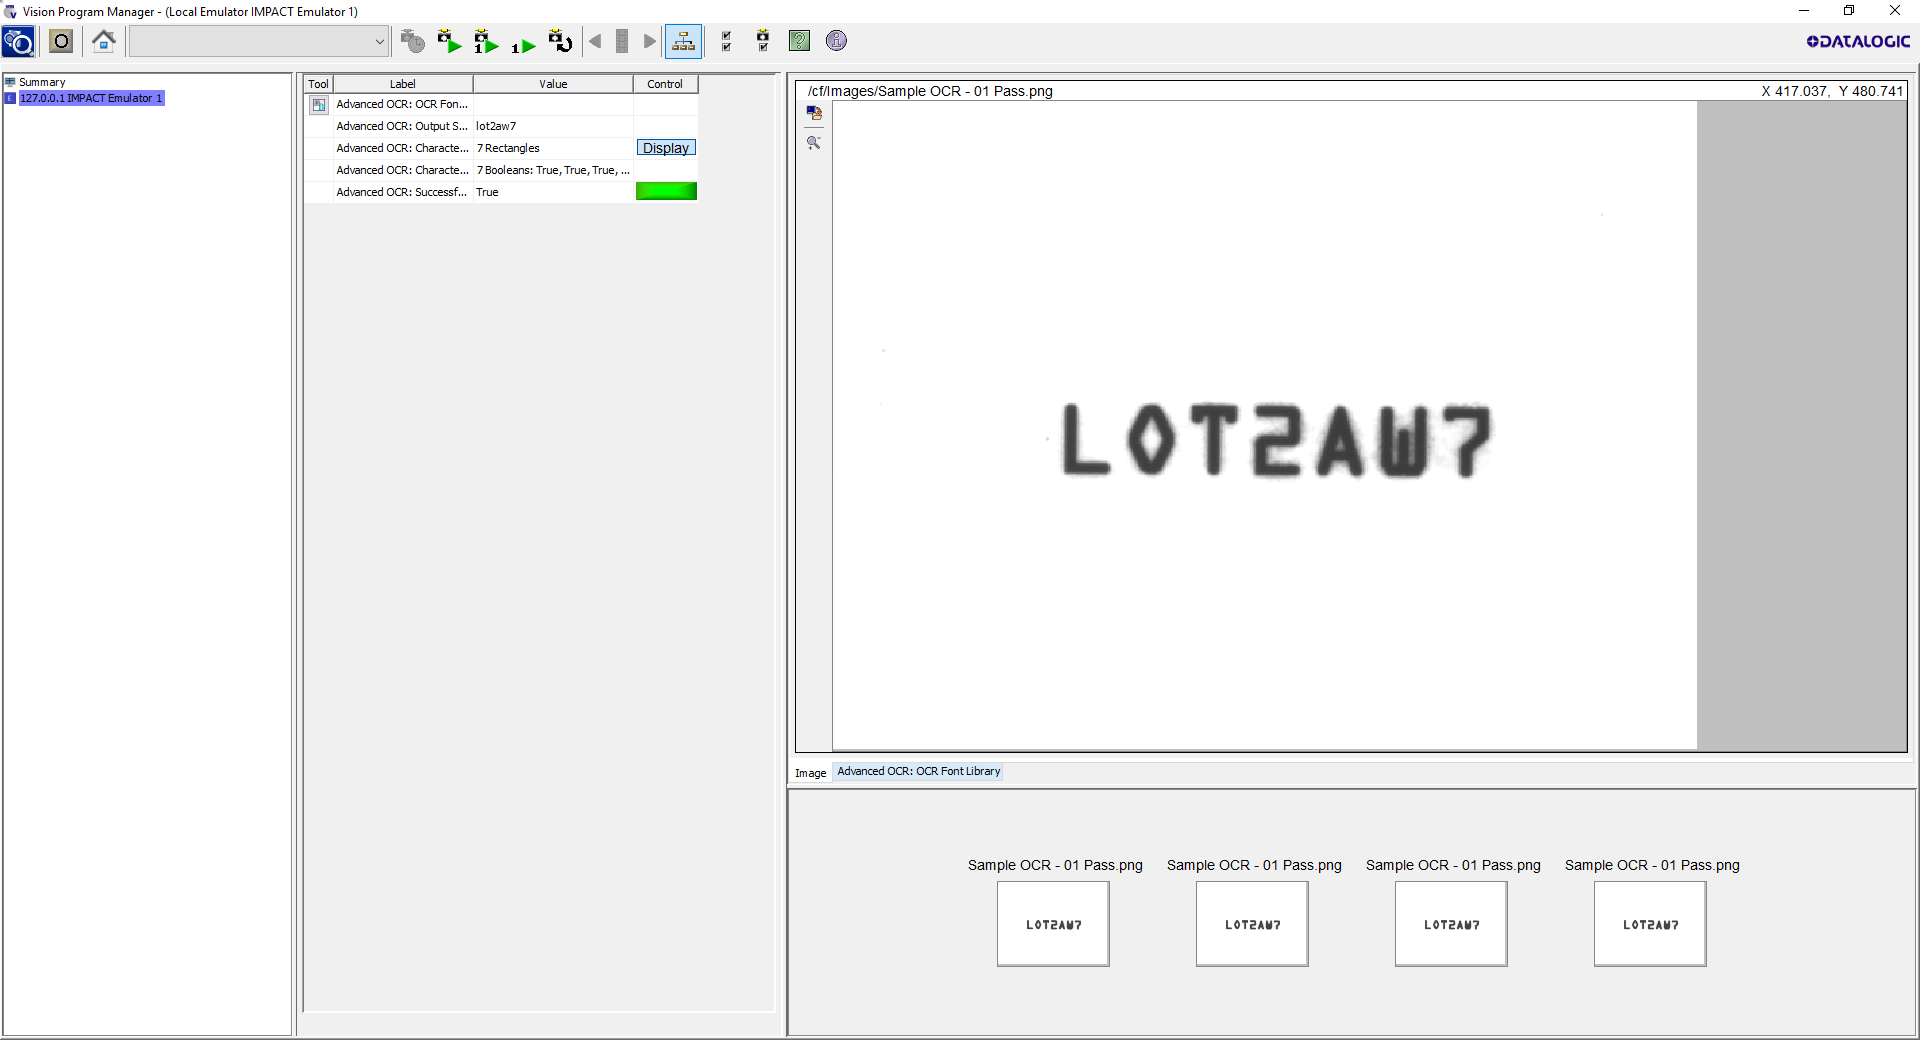 Vision Program Manager - (Local Emulator IMPACT Emulator 1)
O
1
1
DATALOGIC
Summary
E
127.0.0.1 IMPACT Emulator 1
Tool Label Value Control
Advanced OCR: OCR Fon...
Advanced OCR: Output S... lot2aw7
Advanced OCR: Characte... 7 Rectangles Display
Advanced OCR: Characte... 7 Booleans: True, True, True, ...
Advanced OCR: Successf... True
/cf/Images/Sample OCR - 01 Pass.png X 417.037, Y 480.741
LOT2AW7
Image Advanced OCR: OCR Font Library
Sample OCR - 01 Pass.png Sample OCR - 01 Pass.png Sample OCR - 01 Pass.png Sample OCR - 01 Pass.png
LOT2AW7 LOT2AW7 LOT2AW7 LOT2AW7